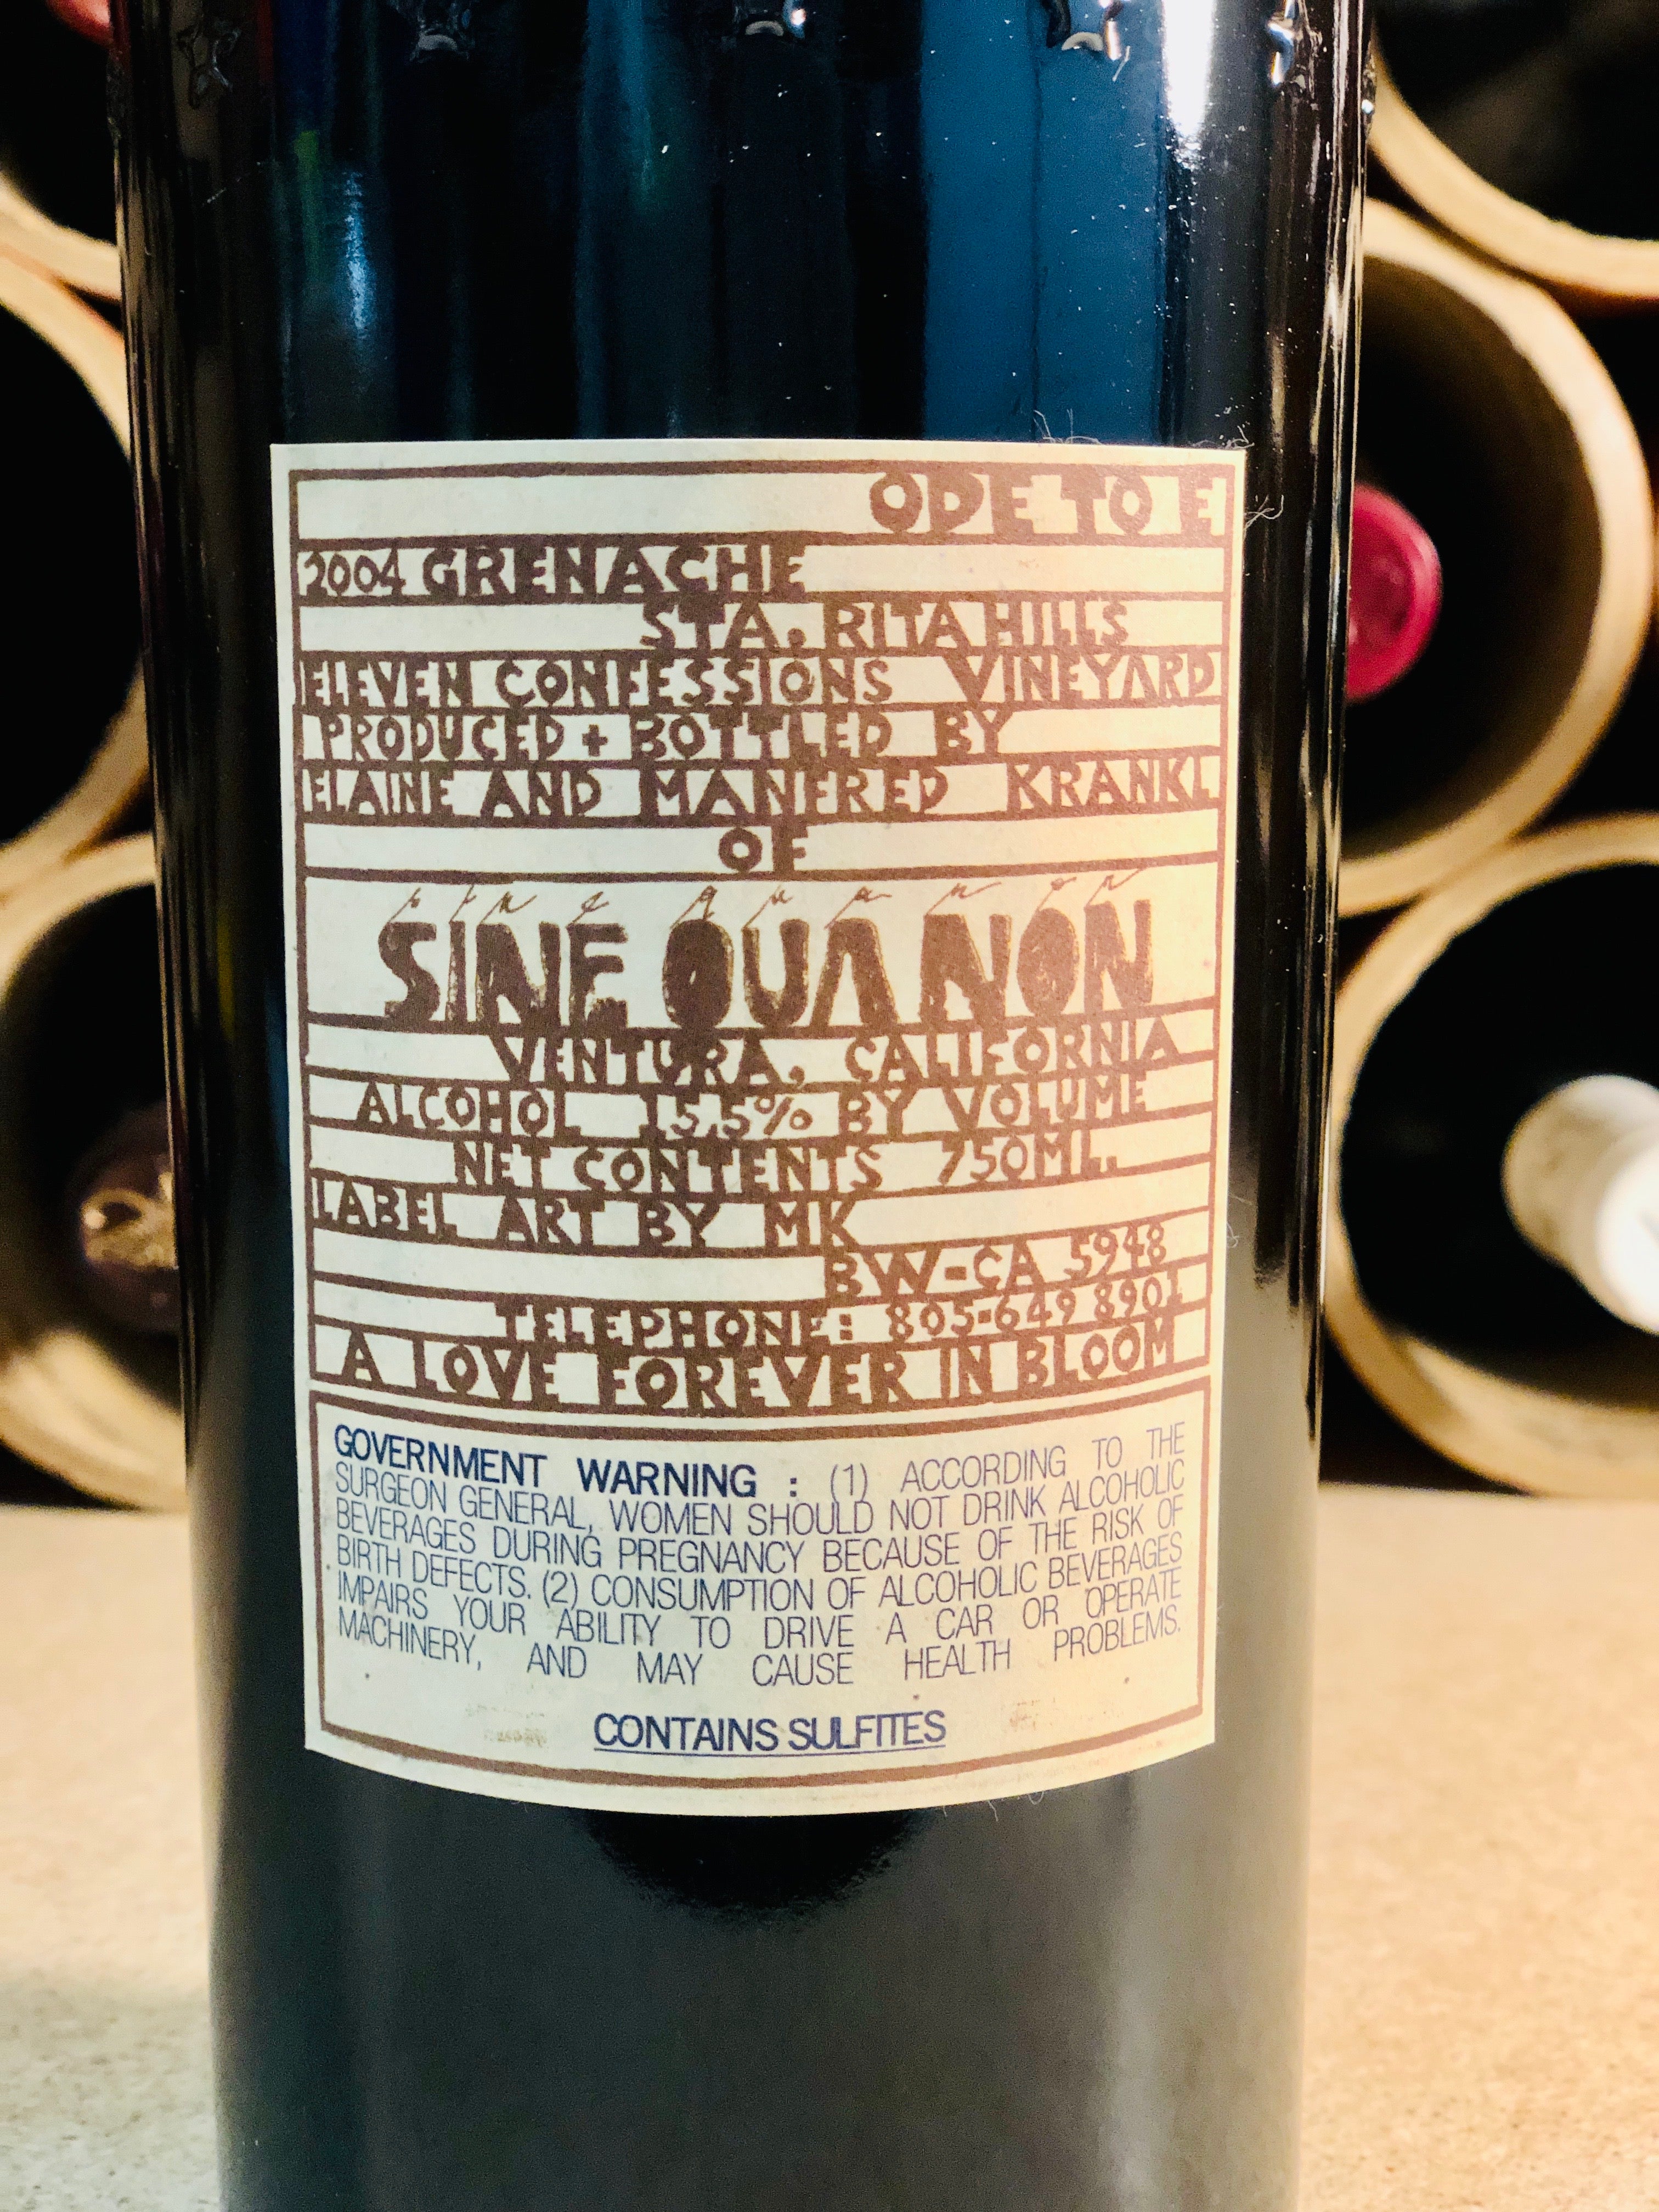 ODE TO E
2004 GRENACHE
STA. RITA HILLS
ELEVEN CONFESSIONS VINEYARD
PRODUCED + BOTTLED BY
ELAINE AND MANFRED KRANKL
OF
sine qua non
SINE QUA NON
VENTURA, CALIFORNIA
ALCOHOL 15,5% BY VOLUME
NET CONTENTS 750ML.
LABEL ART BY MK
BW-CA 5948
TELEPHONE: 805-649 8901
A LOVE FOREVER IN BLOOM
GOVERNMENT WARNING : (1) ACCORDING TO THE
SURGEON GENERAL, WOMEN SHOULD NOT DRINK ALCOHOLIC
BEVERAGES DURING PREGNANCY BECAUSE OF THE RISK OF
BIRTH DEFECTS. (2) CONSUMPTION OF ALCOHOLIC BEVERAGES
IMPAIRS YOUR ABILITY TO DRIVE A CAR OR OPERATE
MACHINERY, AND MAY CAUSE HEALTH PROBLEMS.
CONTAINS SULFITES